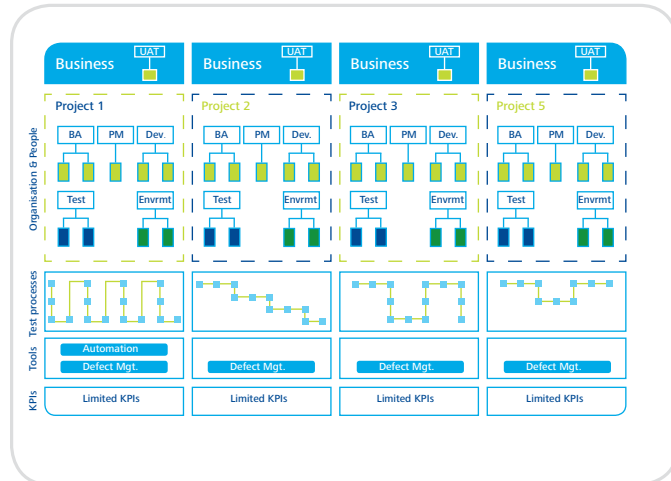 UAT UAT UAT UAT
Business Business Business Business
Organisation & People
Project 1 Project 2 Project 3 Project 5
BA PM Dev. BA PM Dev. BA PM Dev. BA PM Dev.
Test Envrmt Test Envrmt Test Envrmt Test Envrmt
Test processes
Tools
Automation
Defect Mgt. Defect Mgt. Defect Mgt. Defect Mgt.
KPIs
Limited KPIs Limited KPIs Limited KPIs Limited KPIs